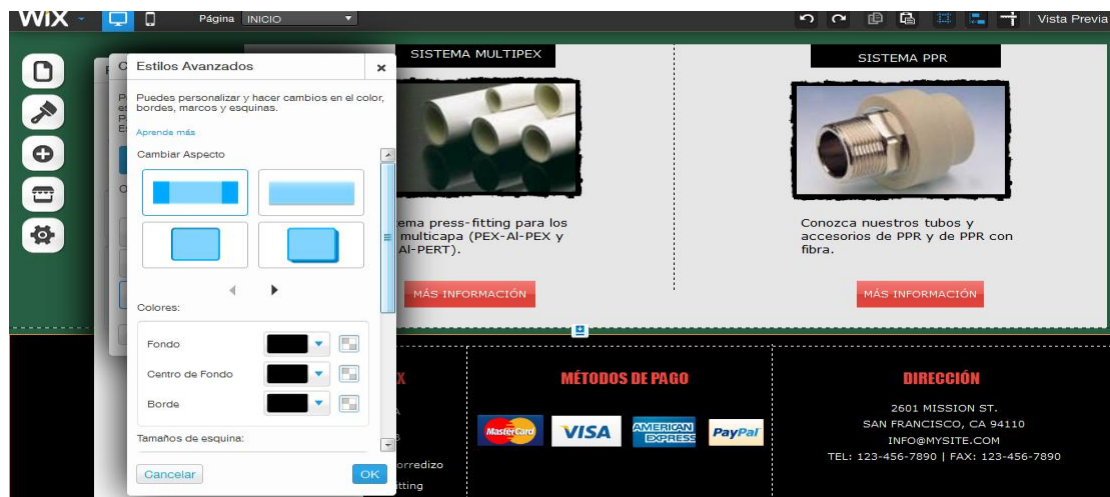 WiX
Página INICIO
Vista Previa
Estilos Avanzados
Puedes personalizar y hacer cambios en el color,
bordes, marcos y esquinas.
Aprende más
Cambiar Aspecto
Colores:
Fondo
Centro de Fondo
Borde
Tamaños de esquina:
Cancelar
OK
SISTEMA MULTIPEX
press-fitting para los
multicapa (PEX-Al-PEX y
Al-PERT).
MÁS INFORMACIÓN
SISTEMA PPR
Conozca nuestros tubos y
accesorios de PPR y de PPR con
fibra.
MÁS INFORMACIÓN
MÉTODOS DE PAGO
MasterCard
VISA
AMERICAN
EXPRESS
PayPal
DIRECCIÓN
2601 MISSION ST.
SAN FRANCISCO, CA 94110
INFO@MYSITE.COM
TEL: 123-456-7890 | FAX: 123-456-7890